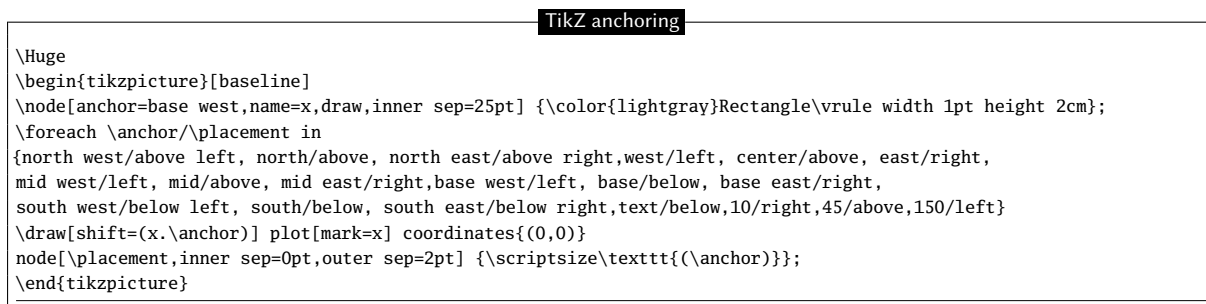 TikZ anchoring
\Huge
\begin{tikzpicture}[baseline]
\node[anchor=base west,name=x,draw,inner sep=25pt] {\color{lightgray}Rectangle\vrule width 1pt height 2cm};
\foreach \anchor/\placement in
{north west/above left, north/above, north east/above right,west/left, center/above, east/right,
mid west/left, mid/above, mid east/right,base west/left, base/below, base east/right,
south west/below left, south/below, south east/below right,text/below,10/right,45/above,150/left}
\draw[shift=(x.\anchor)] plot[mark=x] coordinates{(0,0)}
node[\placement,inner sep=0pt,outer sep=2pt] {\scriptsize\texttt{(\anchor)}};
\end{tikzpicture}